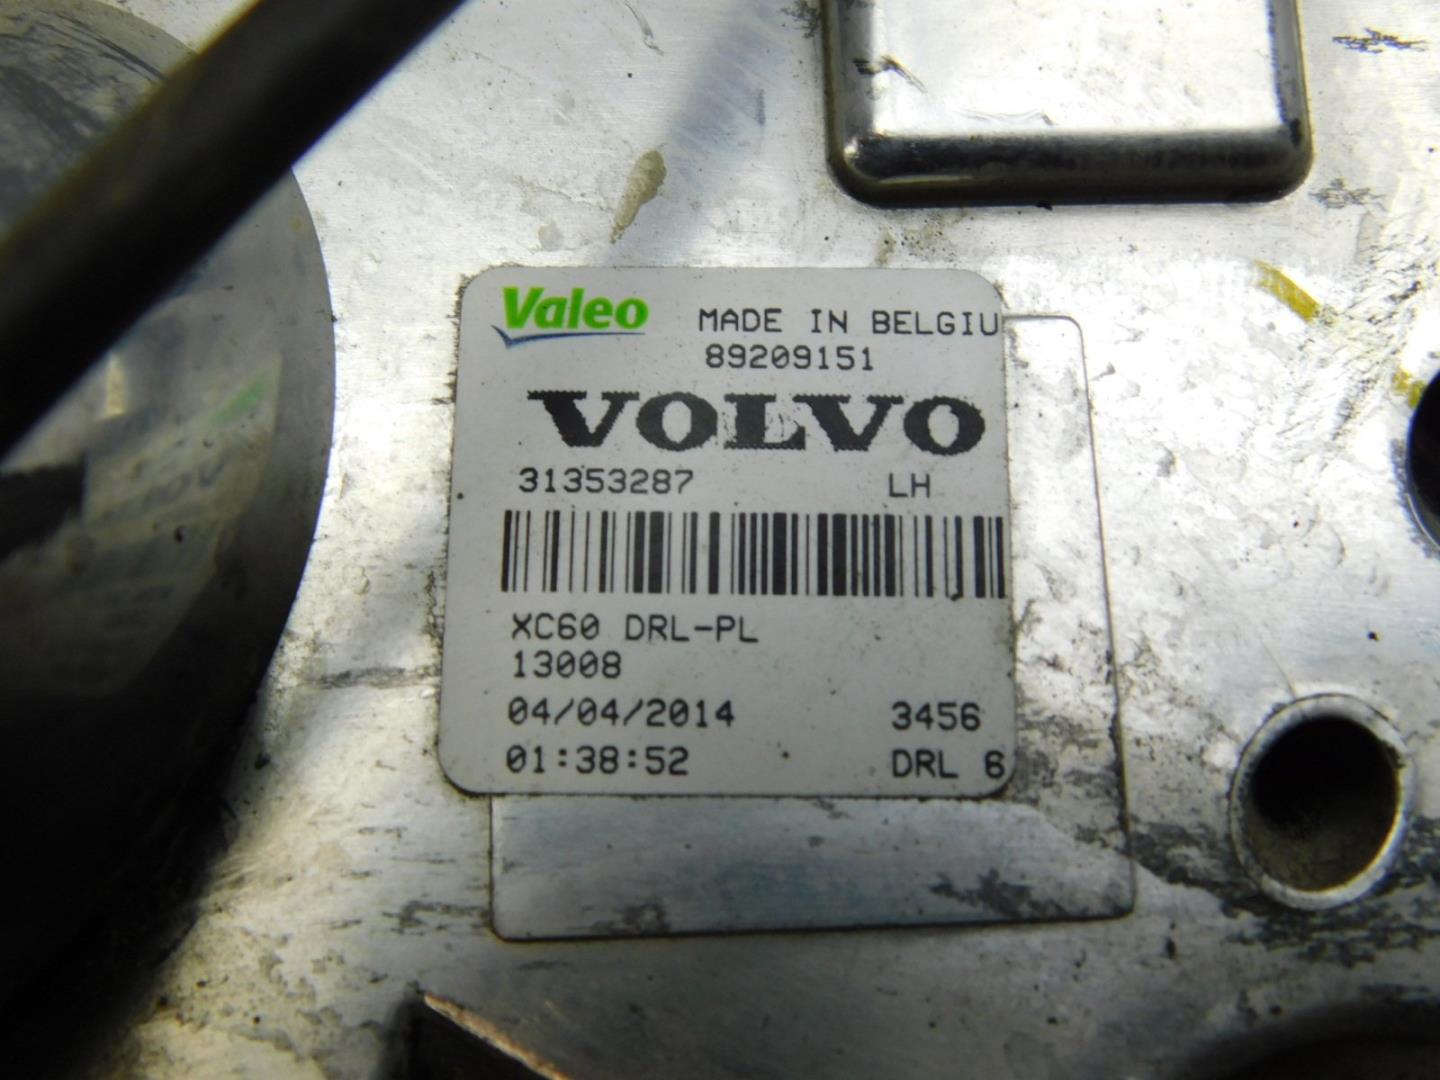 Valeo MADE IN BELGIU
89209151
VOLVO
31353287 LH
XC60 DRL-PL
13008
04/04/2014 3456
01:38:52 DRL 6